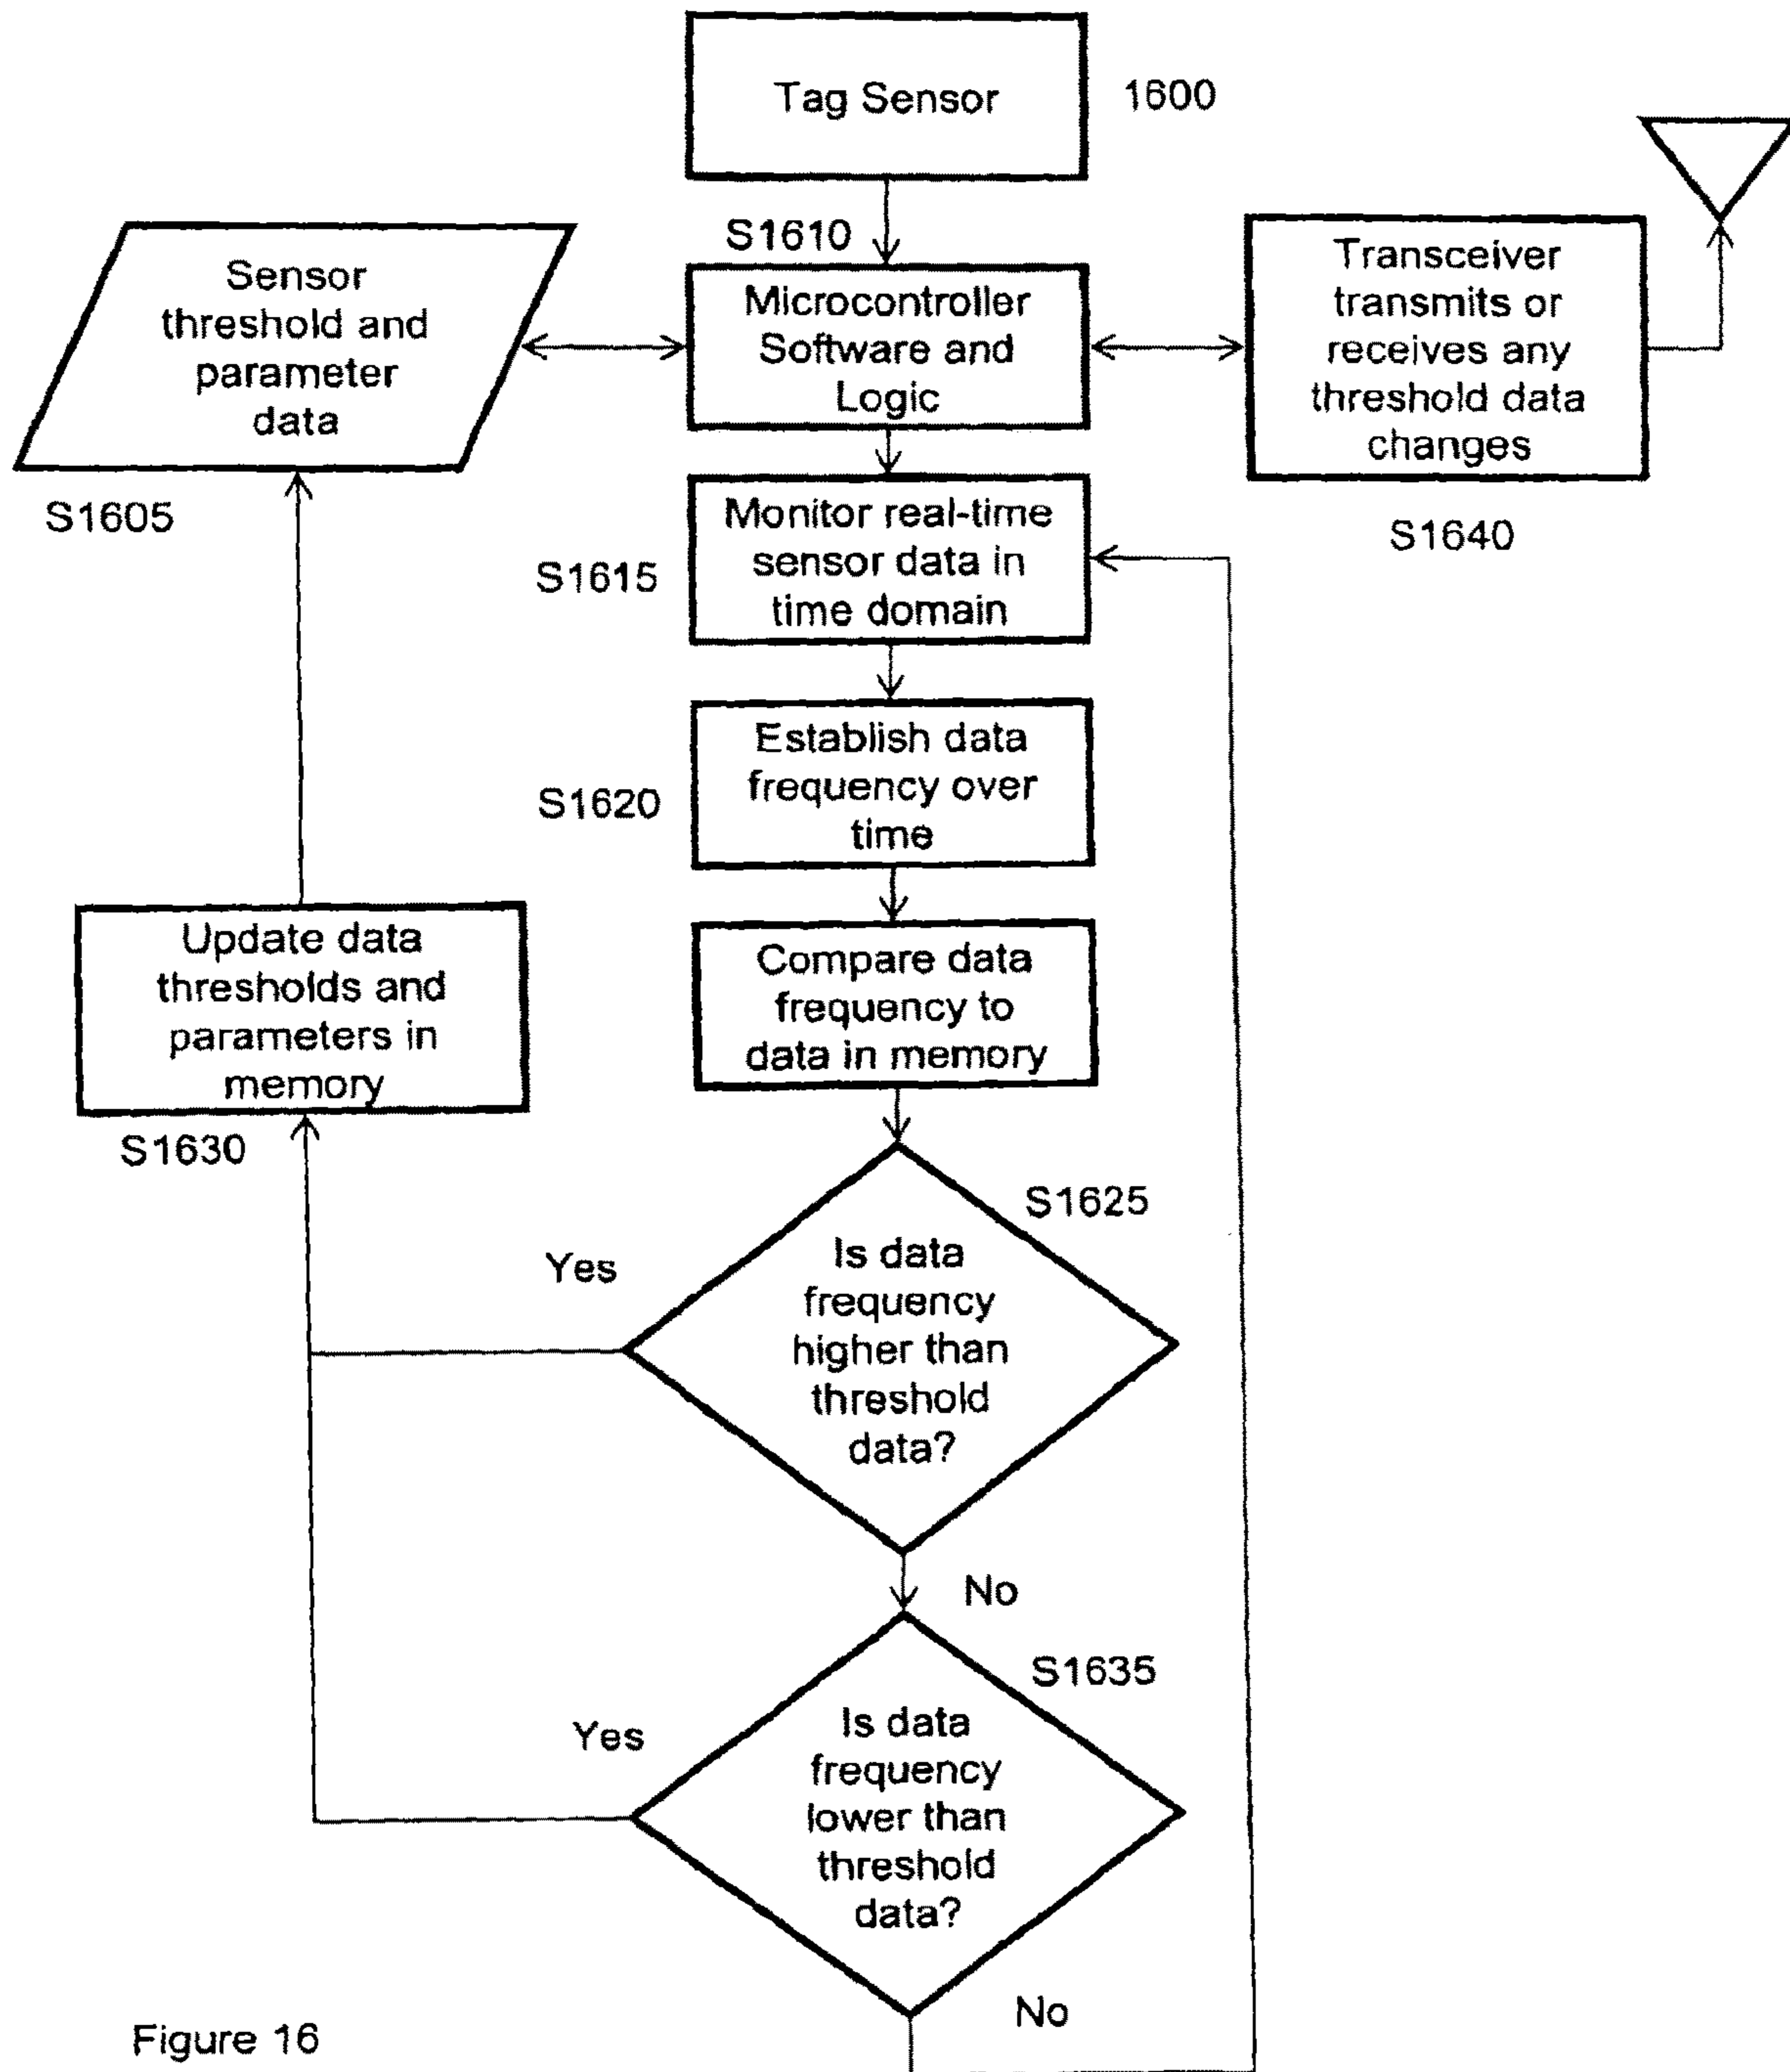 Tag Sensor
1600
S1610
Sensor
threshold and
parameter
data
S1605
Microcontroller
Software and
Logic
Transceiver
transmits or
receives any
threshold data
changes
S1640
Monitor real-time
sensor data in
time domain
S1615
Establish data
frequency over
time
S1620
Update data
thresholds and
parameters in
memory
S1630
Compare data
frequency to
data in memory
S1625
Yes
Is data
frequency
higher than
threshold
data?
No
S1635
Yes
Is data
frequency
lower than
threshold
data?
No
Figure 16